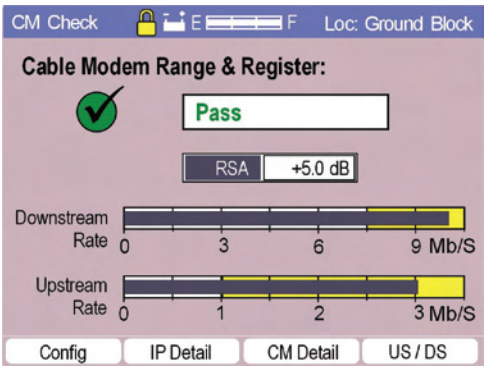 CM Check E F Loc: Ground Block
Cable Modem Range & Register:
Pass
RSA +5.0 dB
Downstream
Rate 0 3 6 9 Mb/S
Upstream
Rate 0 1 2 3 Mb/S
Config IP Detail CM Detail US / DS